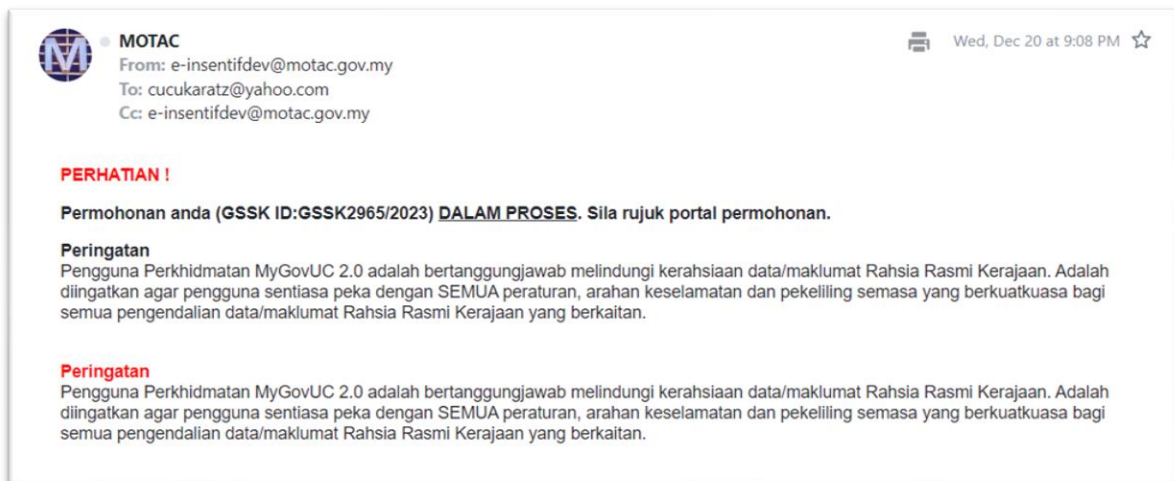 MOTAC
Wed, Dec 20 at 9:08 PM
From: e-insentifdev@motac.gov.my
To: cucukaratz@yahoo.com
Cc: e-insentifdev@motac.gov.my
PERHATIAN !
Permohonan anda (GSSK ID:GSSK2965/2023) DALAM PROSES. Sila rujuk portal permohonan.
Peringatan
Pengguna Perkhidmatan MyGovUC 2.0 adalah bertanggungjawab melindungi kerahsiaan data/maklumat Rahsia Rasmi Kerajaan. Adalah
diingatkan agar pengguna sentiasa peka dengan SEMUA peraturan, arahan keselamatan dan pekeliling semasa yang berkuatkuasa bagi
semua pengendalian data/maklumat Rahsia Rasmi Kerajaan yang berkaitan.
Peringatan
Pengguna Perkhidmatan MyGovUC 2.0 adalah bertanggungjawab melindungi kerahsiaan data/maklumat Rahsia Rasmi Kerajaan. Adalah
diingatkan agar pengguna sentiasa peka dengan SEMUA peraturan, arahan keselamatan dan pekeliling semasa yang berkuatkuasa bagi
semua pengendalian data/maklumat Rahsia Rasmi Kerajaan yang berkaitan.